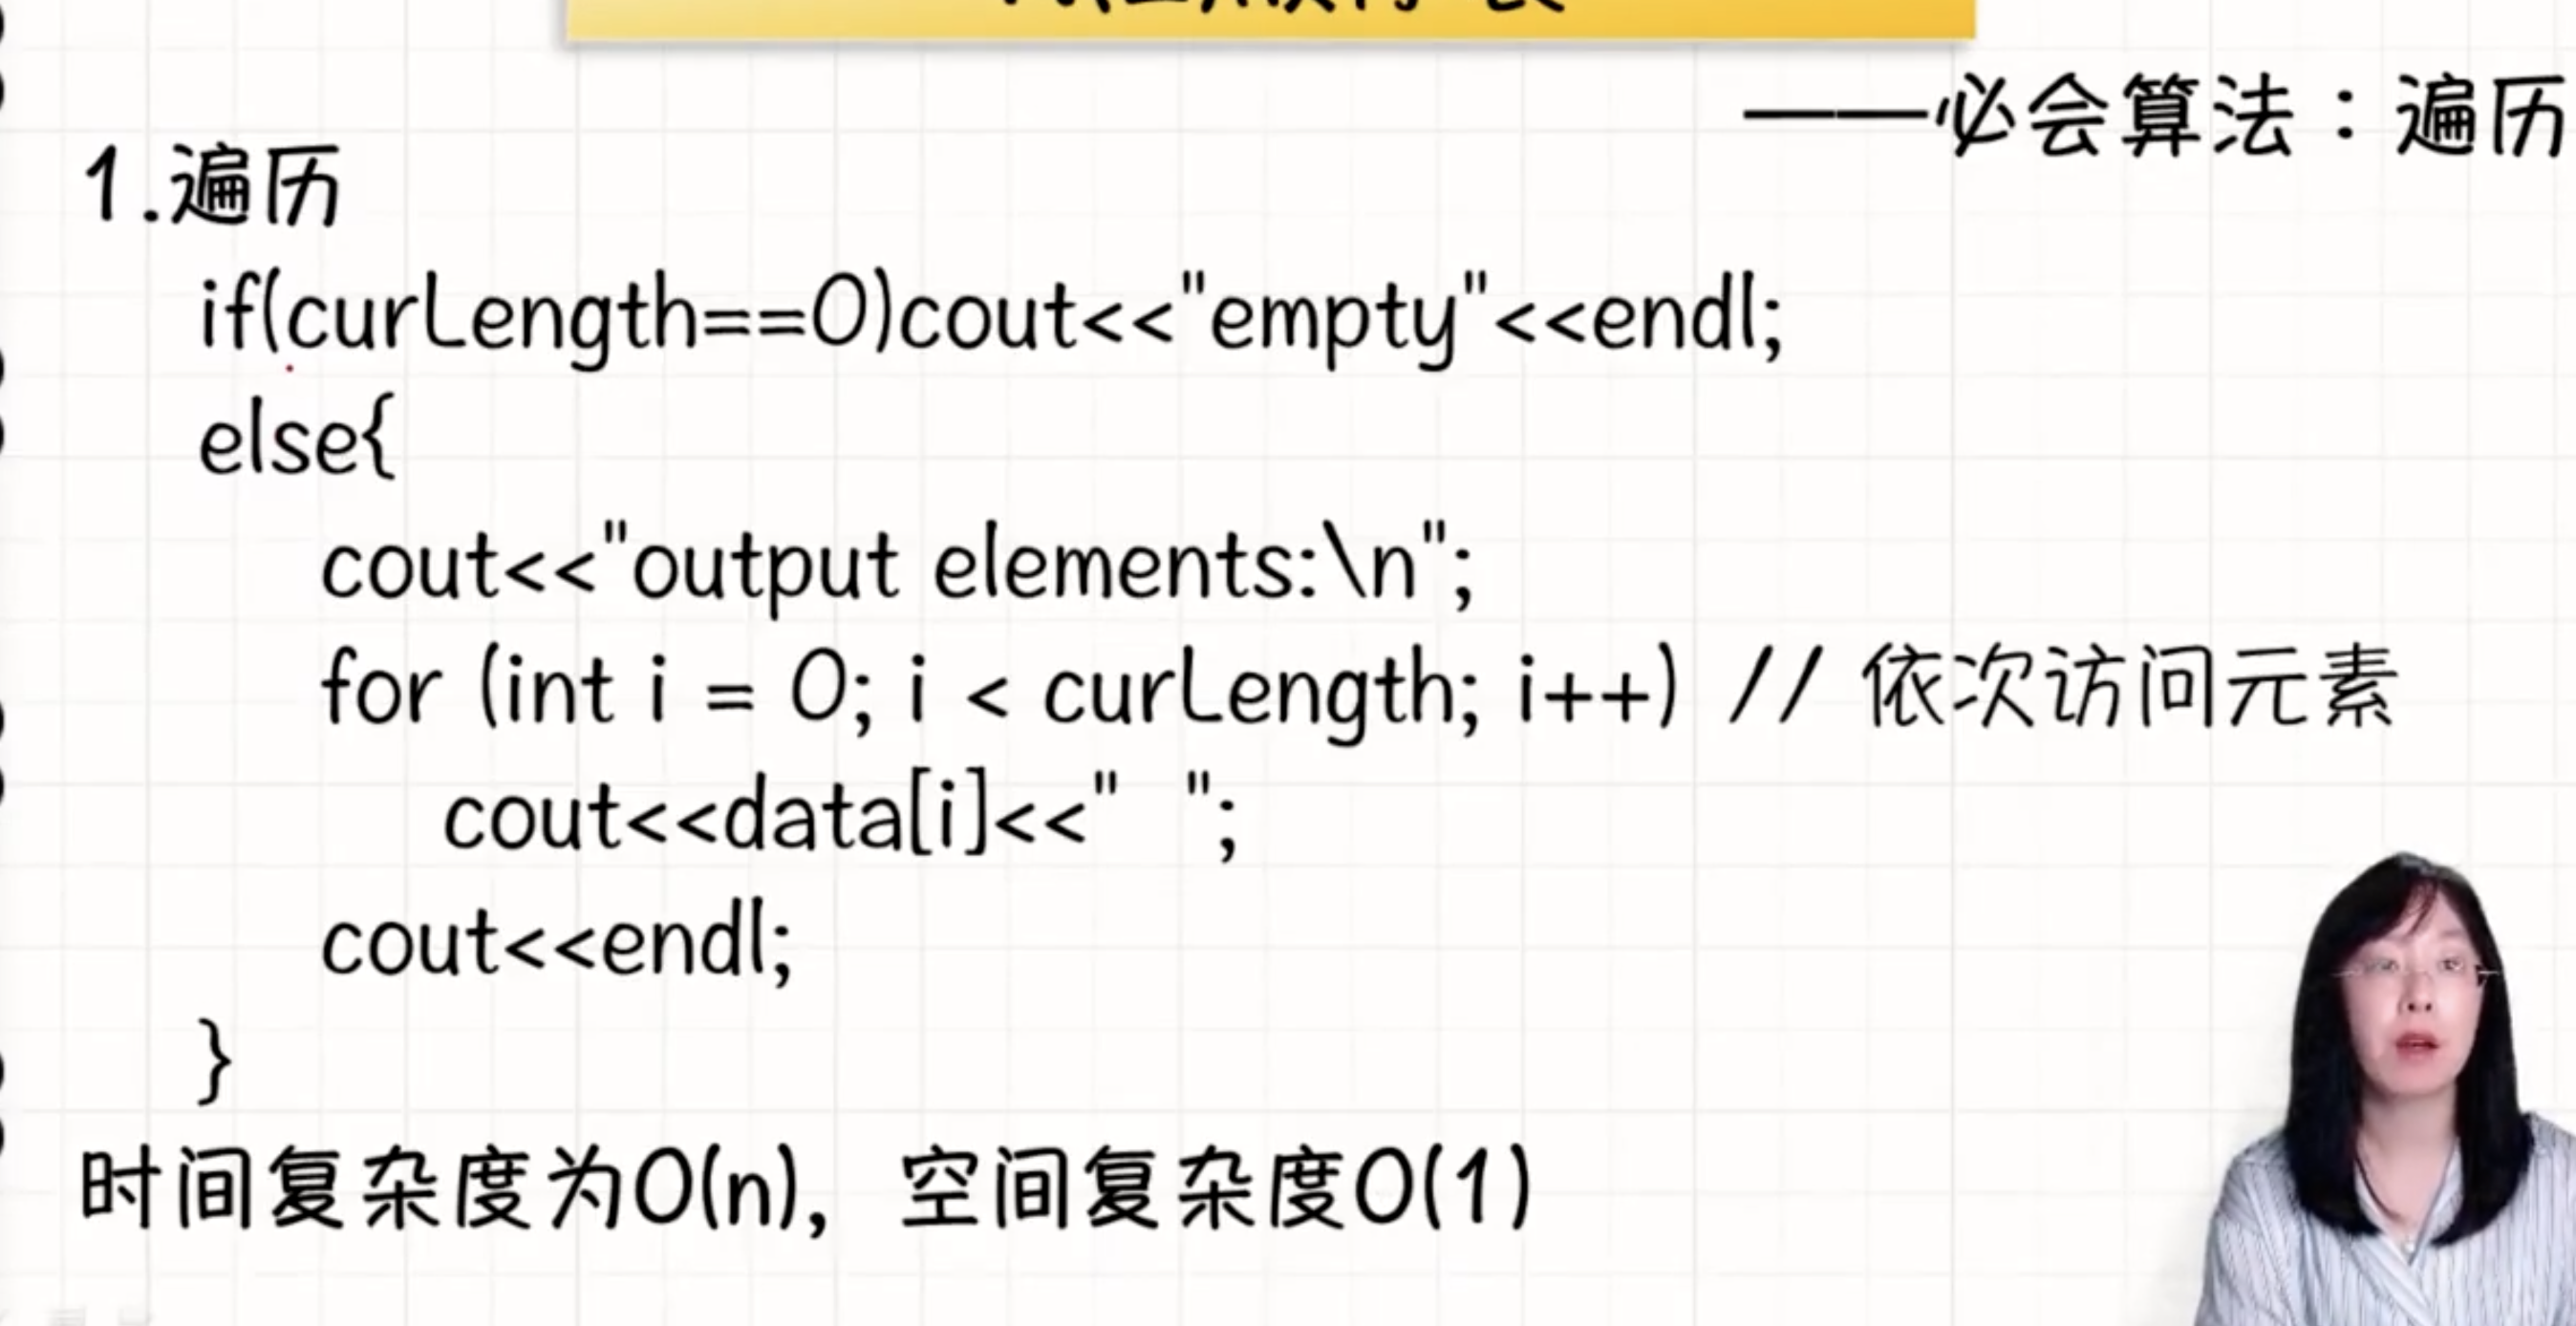 ——必会算法：遍历
1.遍历
if(curLength==0)cout<<"empty"<<endl;
else{
cout<<"output elements:\n";
for (int i = 0; i < curLength; i++) // 依次访问元素
cout<<data[i]<<"  ";
cout<<endl;
}
时间复杂度为O(n)，空间复杂度O(1)